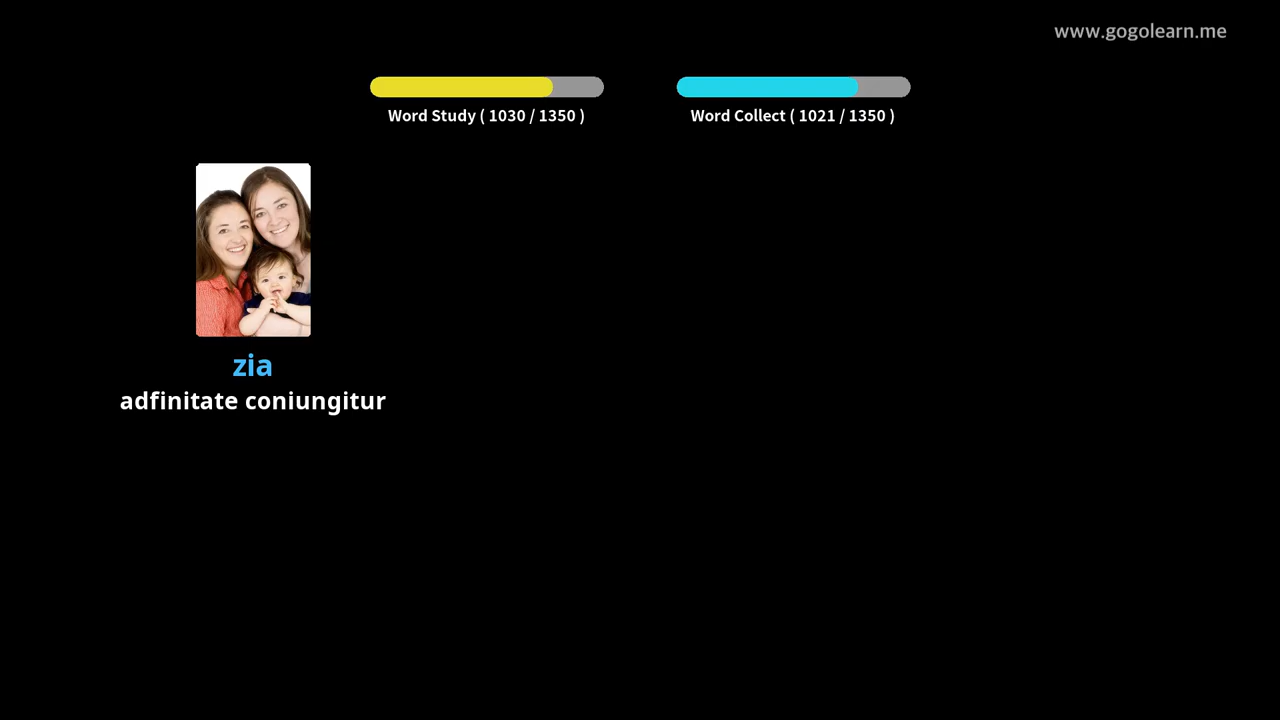 www.gogolearn.me
Word Study ( 1030 / 1350 )
Word Collect ( 1021 / 1350 )
zia
adfinitate coniungitur